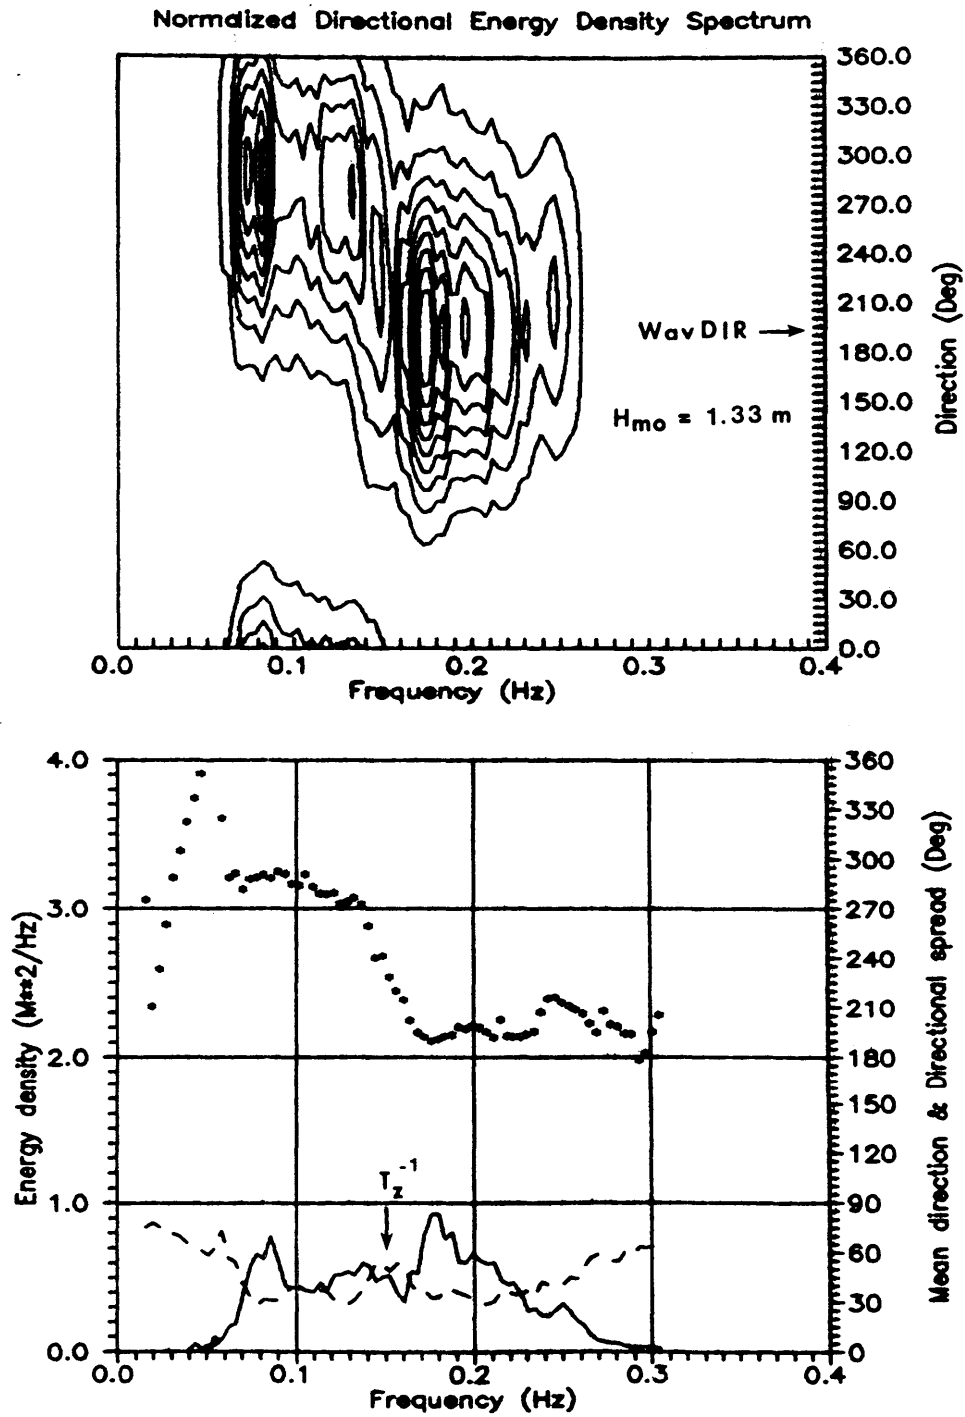 Normalized Directional Energy Density Spectrum
360.0
330.0
300.0
270.0
240.0
210.0
180.0
150.0
120.0
90.0
60.0
30.0
0.0
Direction (Deg)
WavDIR
Hmo = 1.33 m
0.0 0.1 0.2 0.3 0.4
Frequency (Hz)
4.0
3.0
2.0
1.0
0.0
Energy density (M**2/Hz)
Tz-1
360
330
300
270
240
210
180
150
120
90
60
30
0
Mean direction & Directional spread (Deg)
0.0 0.1 0.2 0.3 0.4
Frequency (Hz)